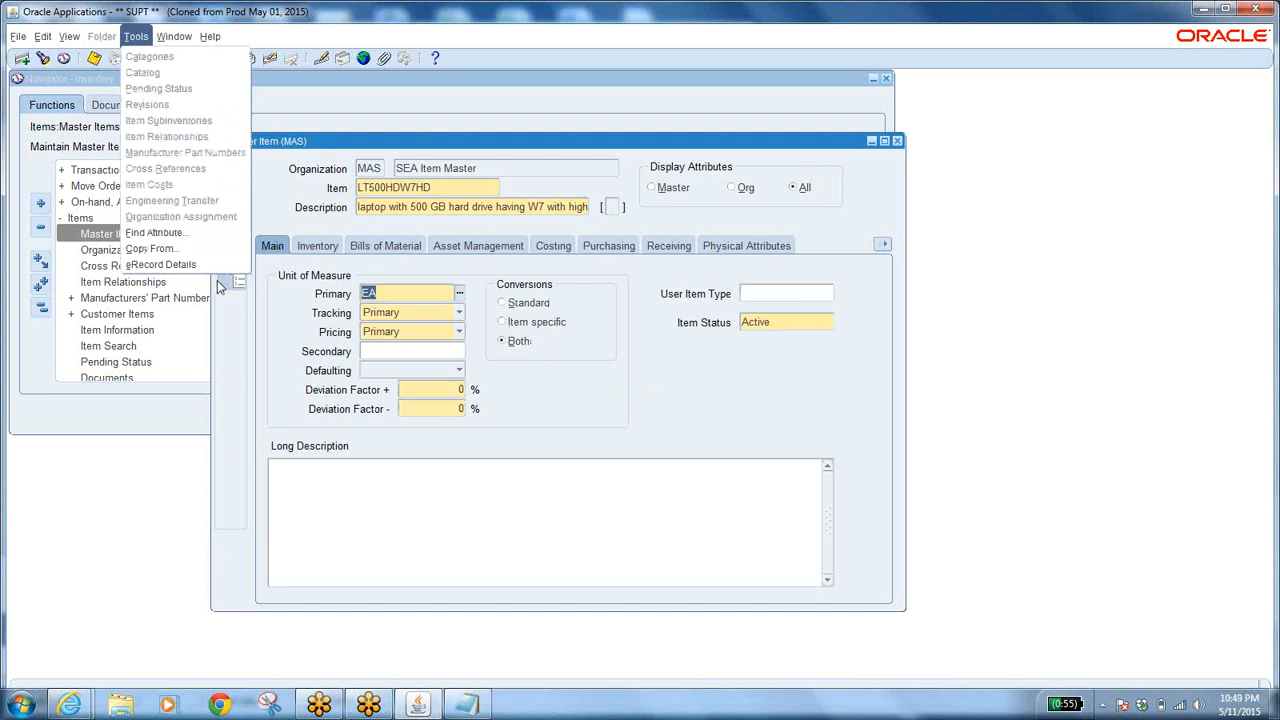 Oracle Applications - ** SUPT ** (Cloned from Prod May 01, 2015)
File Edit View Folder Tools Window Help
ORACLE
Categories
Catalog
Pending Status
Revisions
Item Subinventories
Item Relationships
Manufacturer Part Numbers
Cross References
Item Costs
Engineering Transfer
Organization Assignment
Find Attribute...
Copy From...
eRecord Details
Navigator - Inventory
Functions
Items:Master Items
Maintain Master Item
+ Transactio
+ Move Orde
+ On-hand, A
- Items
Master It
Organiza
Cross Re
Item Relationships
+ Manufacturers' Part Number
+ Customer Items
Item Information
Item Search
Pending Status
Documents
er Item (MAS)
Organization MAS SEA Item Master
Item LT500HDW7HD
Description laptop with 500 GB hard drive having W7 with high [ ]
Display Attributes
Master Org All
Main Inventory Bills of Material Asset Management Costing Purchasing Receiving Physical Attributes
Unit of Measure
Primary EA
Tracking Primary
Pricing Primary
Secondary
Defaulting
Deviation Factor + 0 %
Deviation Factor - 0 %
Conversions
Standard
Item specific
Both
User Item Type
Item Status Active
Long Description
(0:55)
10:49 PM
5/11/2015